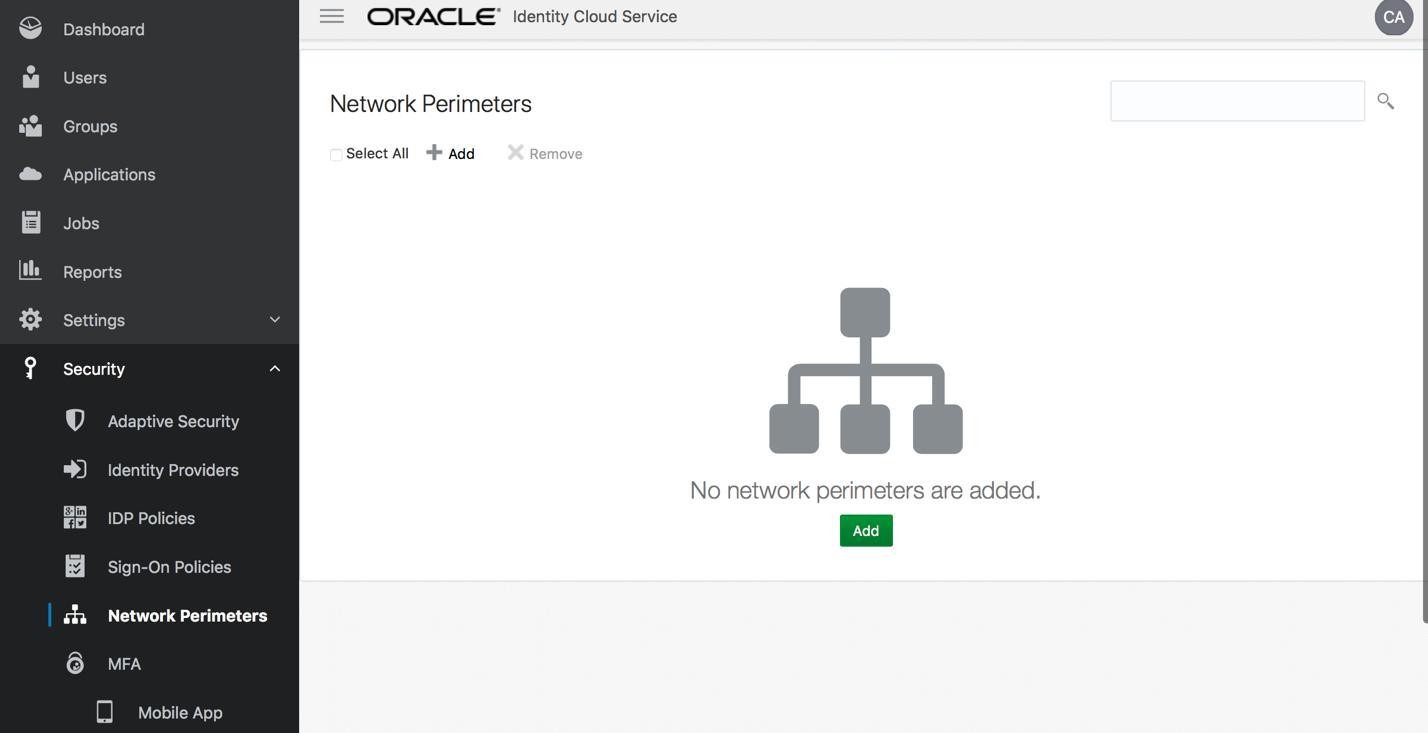 Dashboard
Users
Groups
Applications
Jobs
Reports
Settings
Security
Adaptive Security
Identity Providers
IDP Policies
Sign-On Policies
Network Perimeters
MFA
Mobile App
ORACLE® Identity Cloud Service
CA
Network Perimeters
Select All Add Remove
No network perimeters are added.
Add